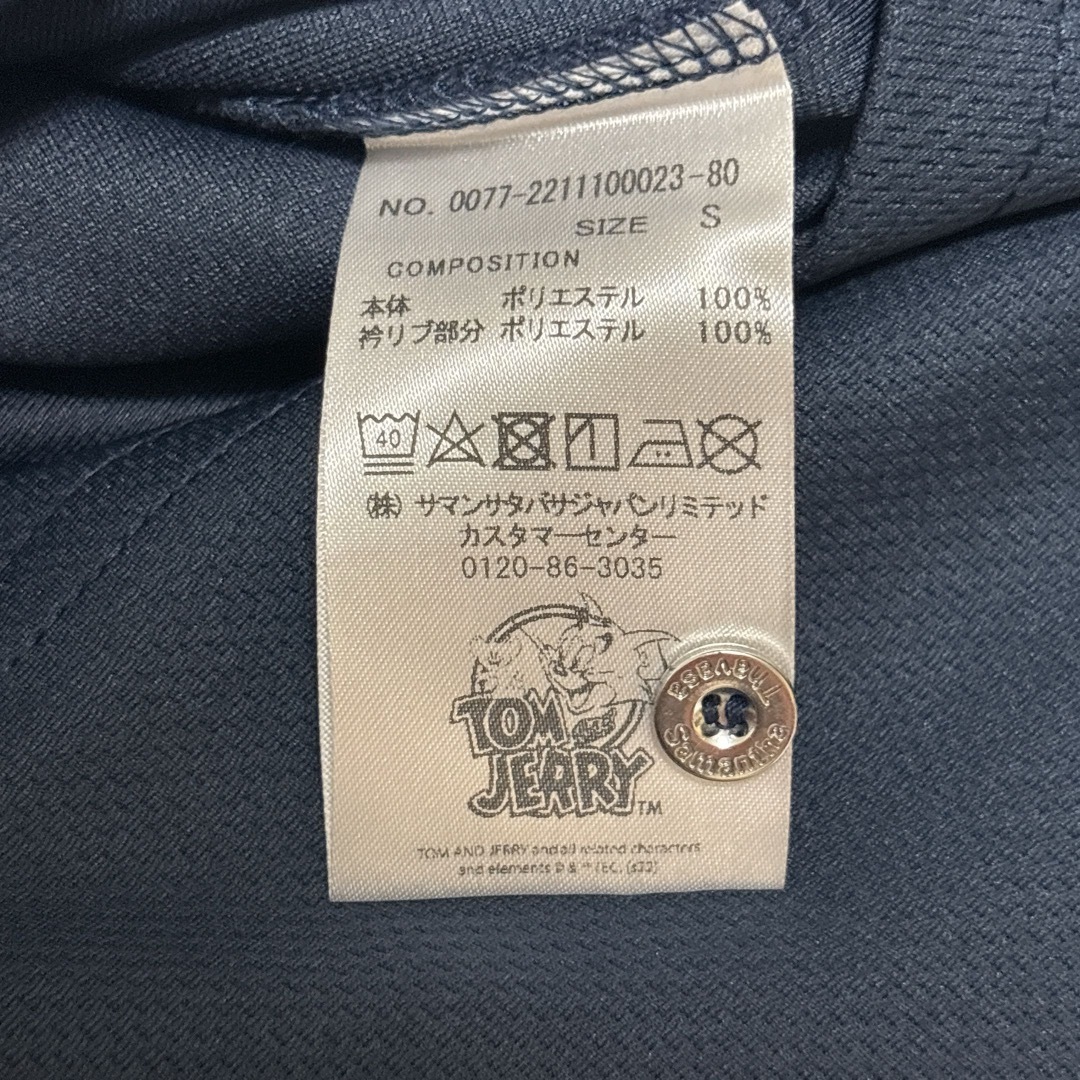 NO. 0077-2211100023-80
SIZE S
COMPOSITION
本体 ポリエステル 100%
衿リブ部分 ポリエステル 100%
40
(株) サマンサタバサジャパンリミテッド
カスタマーセンター
0120-86-3035
TOM
JERRY TM
TOM AND JERRY and all related characters
and elements © & ™ TEC. (s22)
Samantha
Thavasa